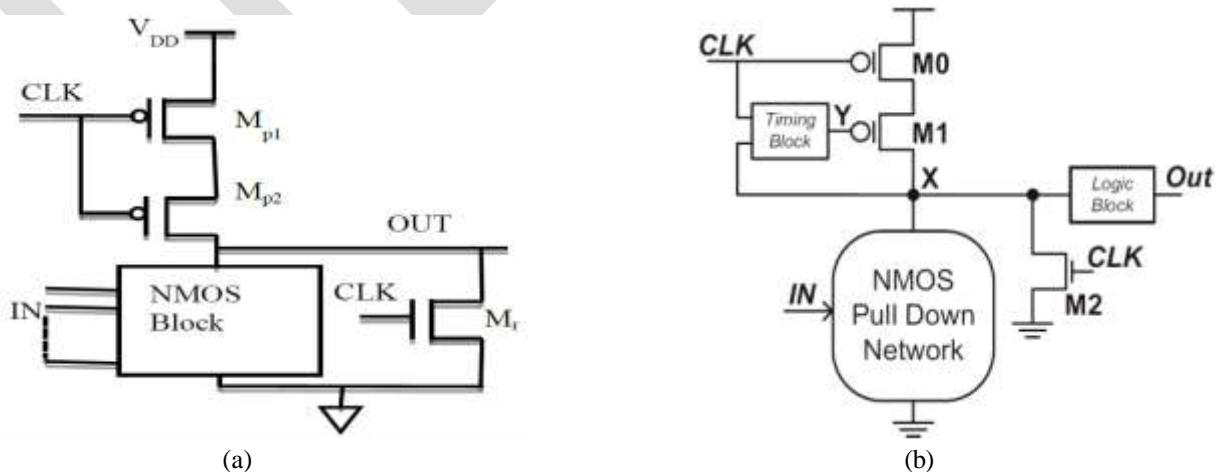 V_DD
CLK
M_p1
M_p2
OUT
NMOS
Block
IN
CLK
M_r
(a)
CLK
M0
Timing
Block
Y
M1
X
Logic
Block
Out
IN
NMOS
Pull Down
Network
CLK
M2
(b)